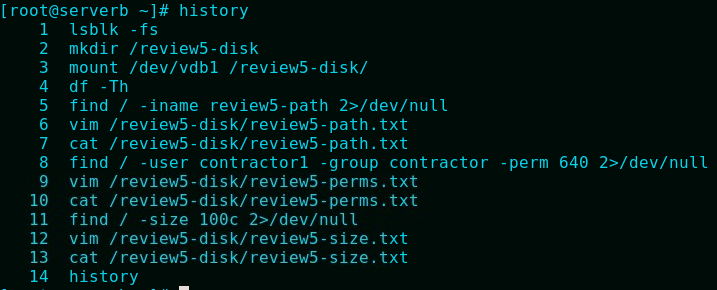 [root@serverb ~]# history
1 lsblk -fs
2 mkdir /review5-disk
3 mount /dev/vdb1 /review5-disk/
4 df -Th
5 find / -iname review5-path 2>/dev/null
6 vim /review5-disk/review5-path.txt
7 cat /review5-disk/review5-path.txt
8 find / -user contractor1 -group contractor -perm 640 2>/dev/null
9 vim /review5-disk/review5-perms.txt
10 cat /review5-disk/review5-perms.txt
11 find / -size 100c 2>/dev/null
12 vim /review5-disk/review5-size.txt
13 cat /review5-disk/review5-size.txt
14 history